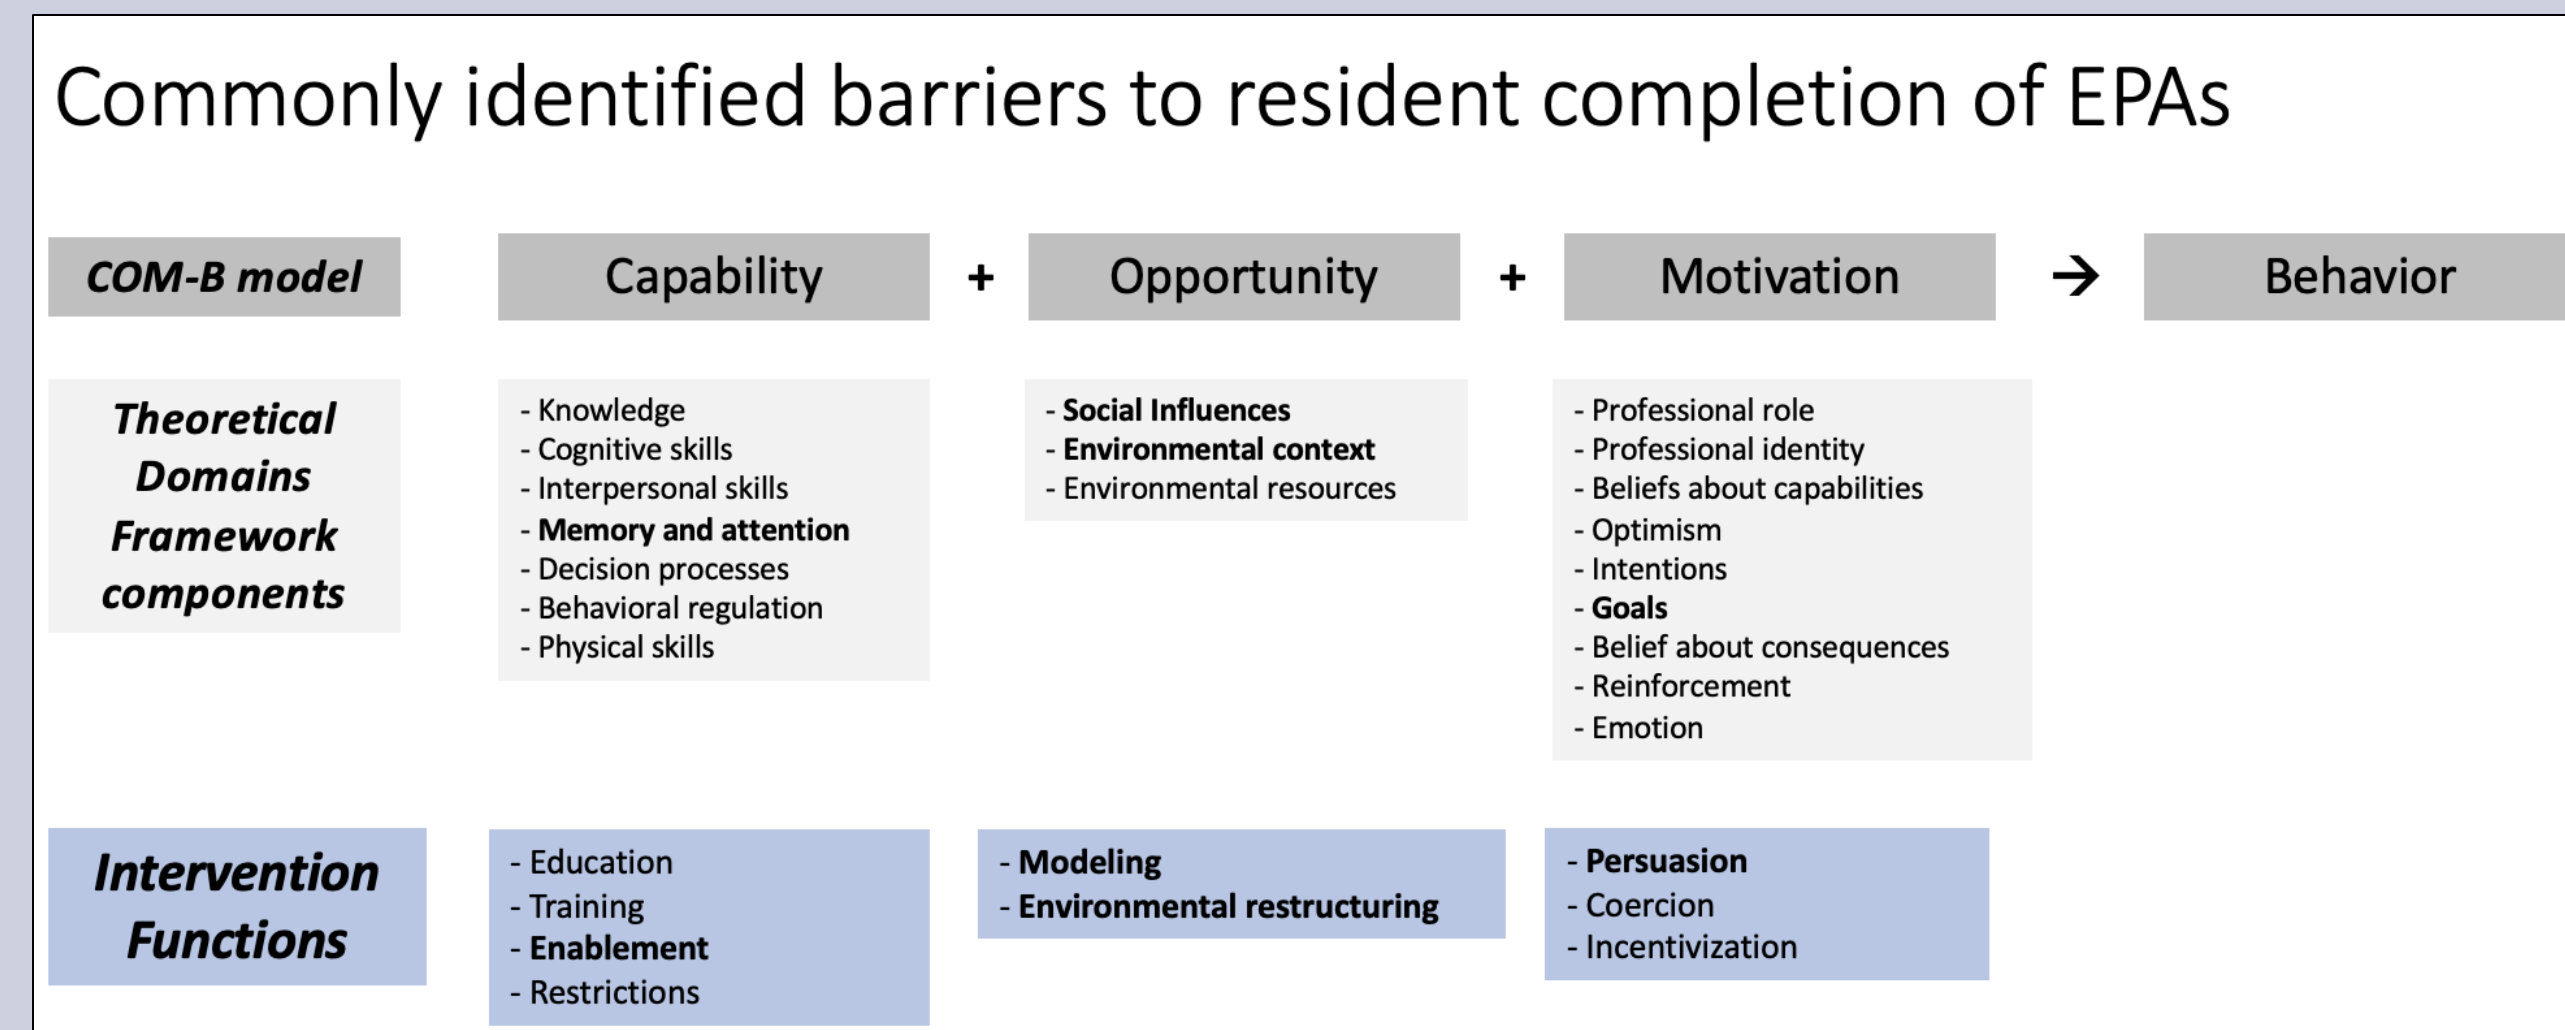 Commonly identified barriers to resident completion of EPAs
COM-B model
Capability
+
Opportunity
+
Motivation
→
Behavior
Theoretical
Domains
Framework
components
- Knowledge
- Cognitive skills
- Interpersonal skills
- Memory and attention
- Decision processes
- Behavioral regulation
- Physical skills
- Social Influences
- Environmental context
- Environmental resources
- Professional role
- Professional identity
- Beliefs about capabilities
- Optimism
- Intentions
- Goals
- Belief about consequences
- Reinforcement
- Emotion
Intervention
Functions
- Education
- Training
- Enablement
- Restrictions
- Modeling
- Environmental restructuring
- Persuasion
- Coercion
- Incentivization